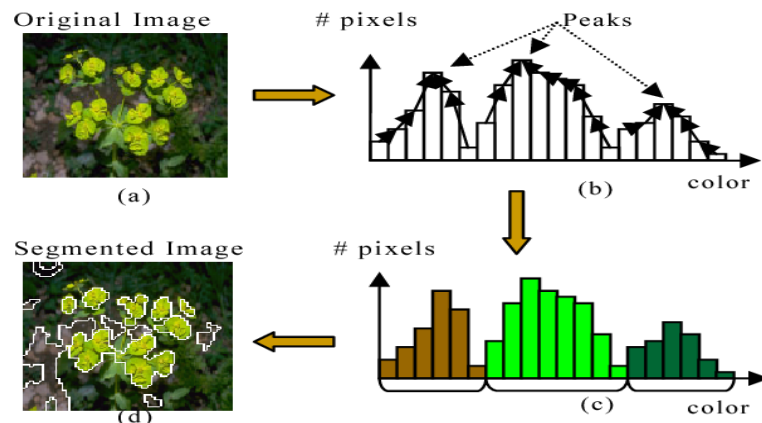 Original Image
# pixels
Peaks
(a)
(b)
color
Segmented Image
# pixels
(d)
(c)
color